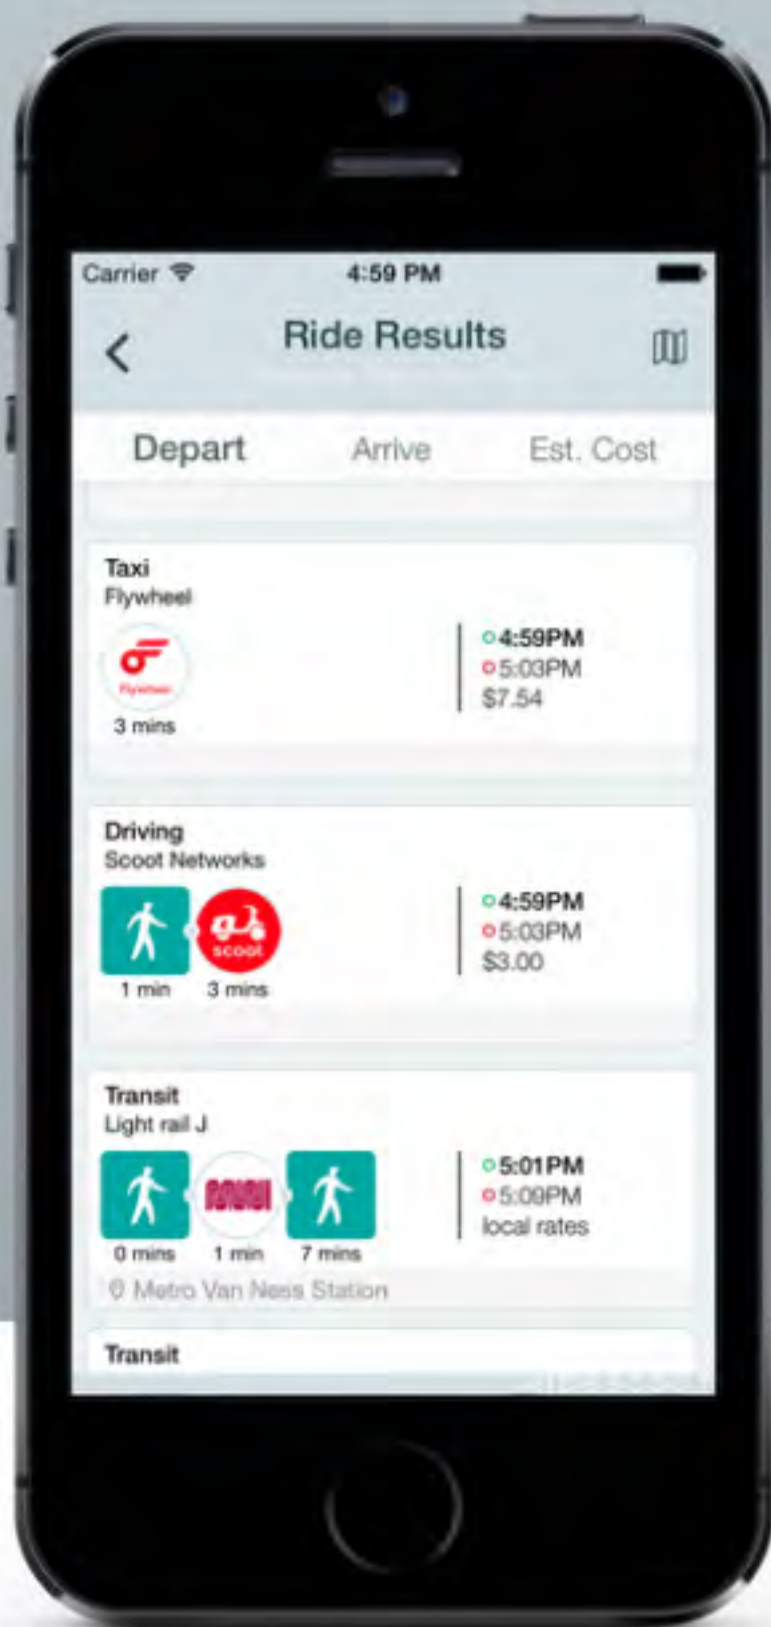 Carrier
4:59 PM
Ride Results
Depart Arrive Est. Cost
Taxi
Flywheel
Flywheel
3 mins
4:59PM
5:03PM
$7.54
Driving
Scoot Networks
scoot
1 min 3 mins
4:59PM
5:03PM
$3.00
Transit
Light rail J
0 mins 1 min 7 mins
5:01PM
5:09PM
local rates
Metro Van Ness Station
Transit